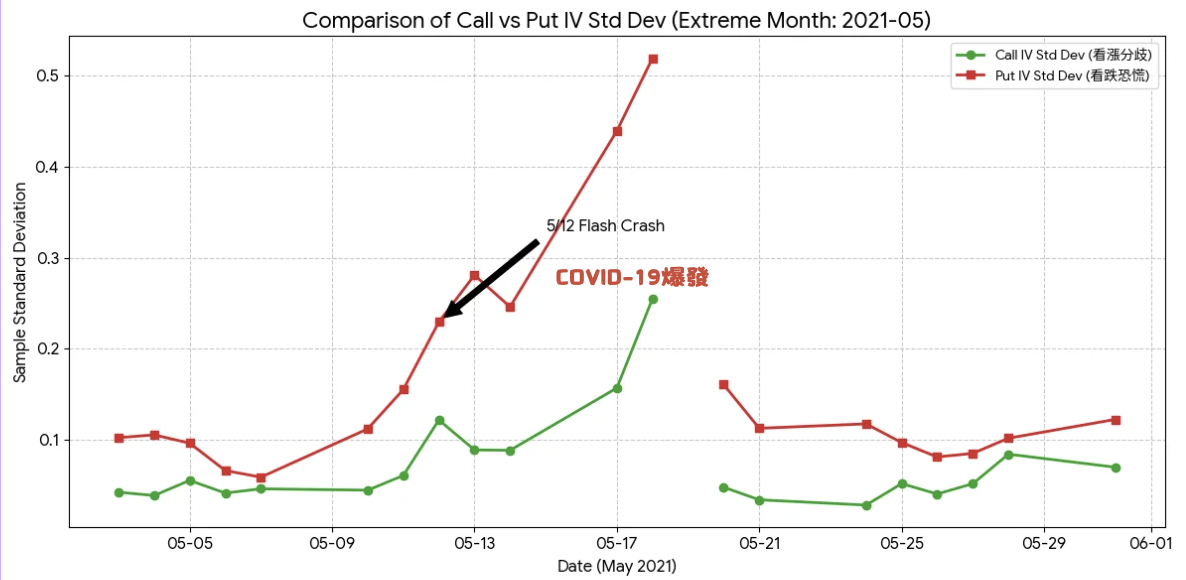 Comparison of Call vs Put IV Std Dev (Extreme Month: 2021-05)
Call IV Std Dev (看漲分歧)
Put IV Std Dev (看跌恐慌)
Sample Standard Deviation
0.5
0.4
0.3
0.2
0.1
5/12 Flash Crash
COVID-19爆發
05-05
05-09
05-13
05-17
05-21
05-25
05-29
06-01
Date (May 2021)